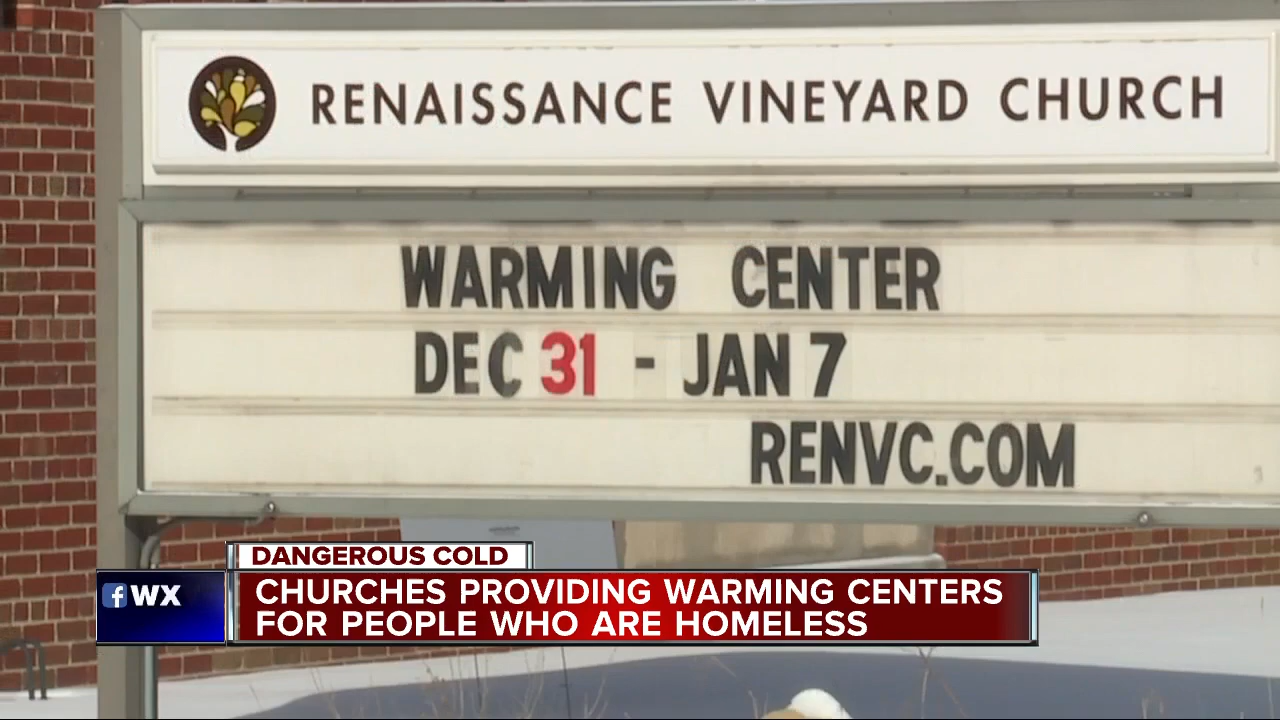 RENAISSANCE VINEYARD CHURCH
WARMING CENTER
DEC 31 - JAN 7
RENVC.COM
DANGEROUS COLD
f WX
CHURCHES PROVIDING WARMING CENTERS
FOR PEOPLE WHO ARE HOMELESS